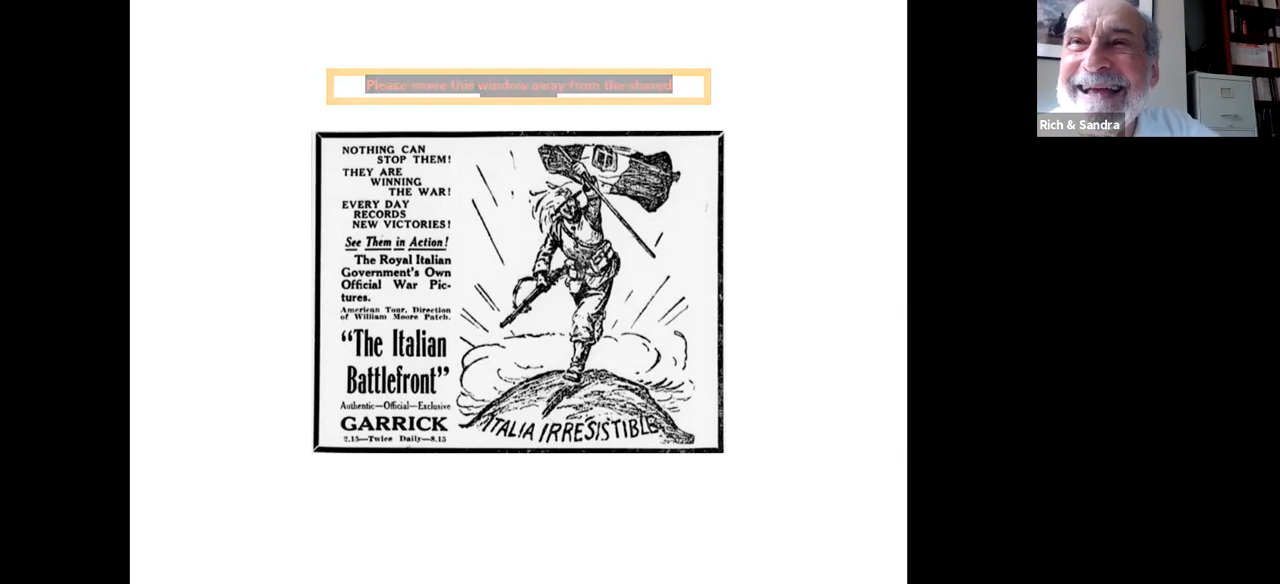 Please move this window away from the shared
Rich & Sandra
NOTHING CAN
STOP THEM!
THEY ARE
WINNING
THE WAR!
EVERY DAY
RECORDS
NEW VICTORIES!
See Them in Action!
The Royal Italian
Government's Own
Official War Pic-
tures.
American Tour, Direction
of William Moore Patch.
"The Italian
Battlefront"
Authentic—Official—Exclusive
GARRICK
2.15—Twice Daily—8.15
ITALIA IRRESISTIBLE